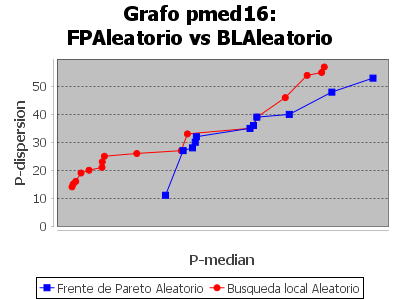 Grafo pmed16:
FPAleatorio vs BLAleatorio
P-dispersion
50
40
30
20
10
0
P-median
Frente de Pareto Aleatorio
Busqueda local Aleatorio